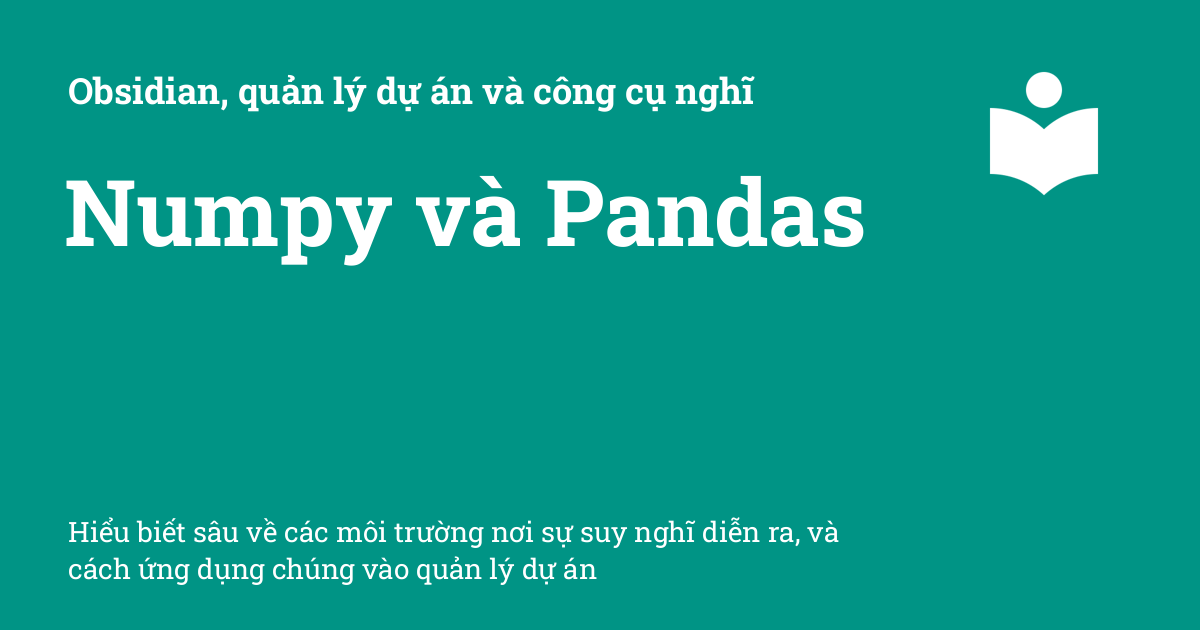 Obsidian, quản lý dự án và công cụ nghĩ
Numpy và Pandas
Hiểu biết sâu về các môi trường nơi sự suy nghĩ diễn ra, và
cách ứng dụng chúng vào quản lý dự án